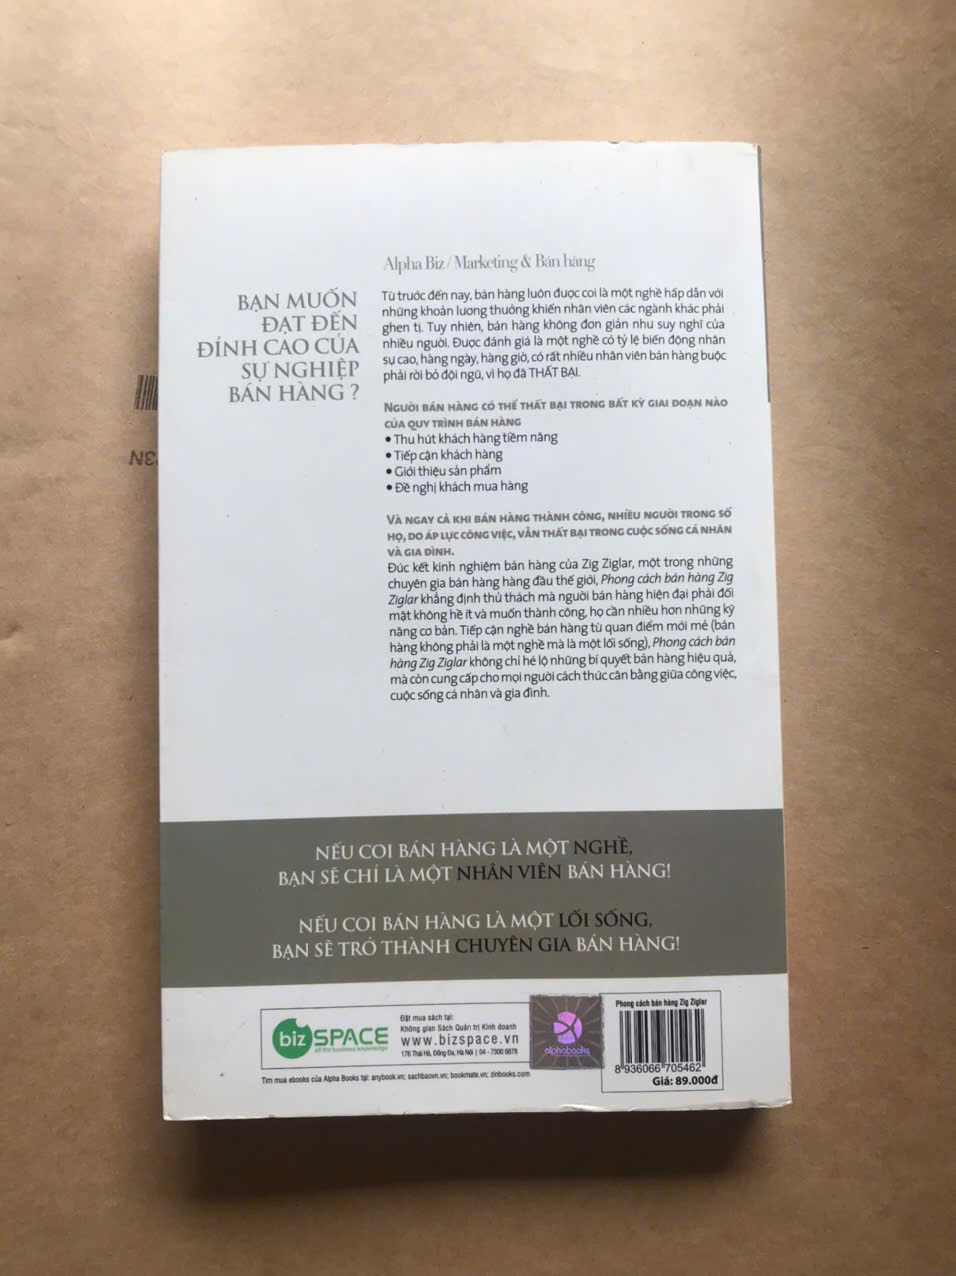 Alpha Biz / Marketing & Bán hàng
BẠN MUỐN
ĐẠT ĐẾN
ĐỈNH CAO CỦA
SỰ NGHIỆP
BÁN HÀNG ?
Từ trước đến nay, bán hàng luôn được coi là một nghề hấp dẫn với
những khoản lương thưởng khiến nhân viên các ngành khác phải
ghen tị. Tuy nhiên, bán hàng không đơn giản như suy nghĩ của
nhiều người. Được đánh giá là một nghề có tỷ lệ biến động nhân
sự cao, hàng ngày, hàng giờ, có rất nhiều nhân viên bán hàng buộc
phải rời bỏ đội ngũ, vì họ đã THẤT BẠI.
NGƯỜI BÁN HÀNG CÓ THỂ THẤT BẠI TRONG BẤT KỲ GIAI ĐOẠN NÀO
CỦA QUY TRÌNH BÁN HÀNG
• Thu hút khách hàng tiềm năng
• Tiếp cận khách hàng
• Giới thiệu sản phẩm
• Đề nghị khách mua hàng
VÀ NGAY CẢ KHI BÁN HÀNG THÀNH CÔNG, NHIỀU NGƯỜI TRONG SỐ
HỌ, DO ÁP LỰC CÔNG VIỆC, VẪN THẤT BẠI TRONG CUỘC SỐNG CÁ NHÂN
VÀ GIA ĐÌNH.
Đúc kết kinh nghiệm bán hàng của Zig Ziglar, một trong những
chuyên gia bán hàng hàng đầu thế giới, Phong cách bán hàng Zig
Ziglar khẳng định thử thách mà người bán hàng hiện đại phải đối
mặt không hề ít và muốn thành công, họ cần nhiều hơn những kỹ
năng cơ bản. Tiếp cận nghề bán hàng từ quan điểm mới mẻ (bán
hàng không phải là một nghề mà là một lối sống), Phong cách bán
hàng Zig Ziglar không chỉ hé lộ những bí quyết bán hàng hiệu quả,
mà còn cung cấp cho mọi người cách thức cân bằng giữa công việc,
cuộc sống cá nhân và gia đình.
NẾU COI BÁN HÀNG LÀ MỘT NGHỀ,
BẠN SẼ CHỈ LÀ MỘT NHÂN VIÊN BÁN HÀNG!
NẾU COI BÁN HÀNG LÀ MỘT LỐI SỐNG,
BẠN SẼ TRỞ THÀNH CHUYÊN GIA BÁN HÀNG!
biz SPACE
all the business knowledge
Đặt mua sách tại:
Không gian Sách Quản trị Kinh doanh
www.bizspace.vn
176 Thái Hà, Đống Đa, Hà Nội | 04 - 7300 6878
alphabooks
Phong cách bán hàng Zig Ziglar
8 936066 705462
Giá: 89.000đ
Tìm mua ebooks của Alpha Books tại: anybook.vn; sachbaovn.vn; bookmate.vn; zinbooks.com